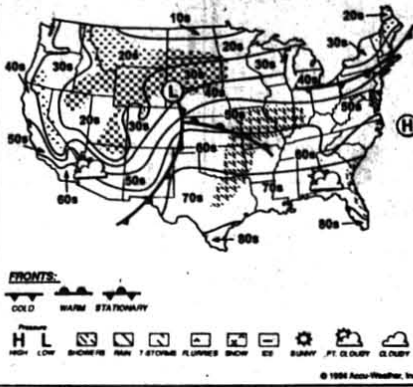 10s
20s
20s
20s
30s
30s
40s
30s
30s
40s
30s
40s
L
50s
50s
H
20s
30s
50s
60s
60s
50s
60s
70s
70s
80s
80s
FRONTS:
COLD WARM STATIONARY
Pressure
H L
HIGH LOW SHOWERS RAIN T-STORMS FLURRIES SNOW ICE SUNNY PT. CLOUDY CLOUDY
© 1994 Accu-Weather, Inc